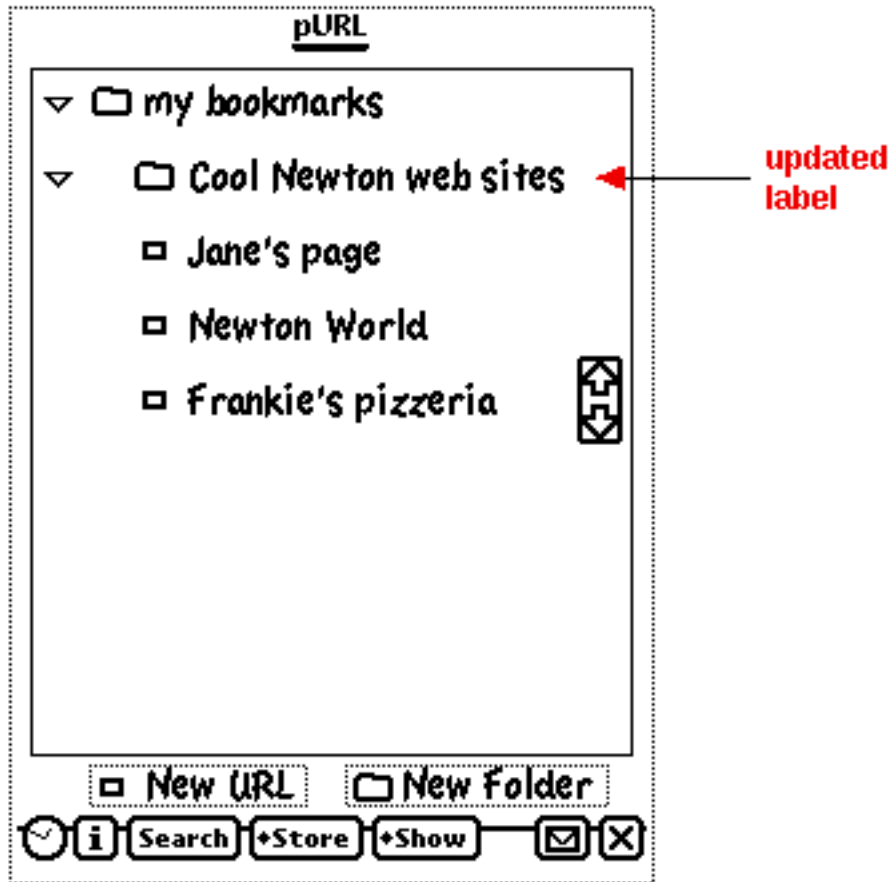 pURL
my bookmarks
Cool Newton web sites
updated
label
Jane's page
Newton World
Frankie's pizzeria
New URL New Folder
i Search •Store •Show X